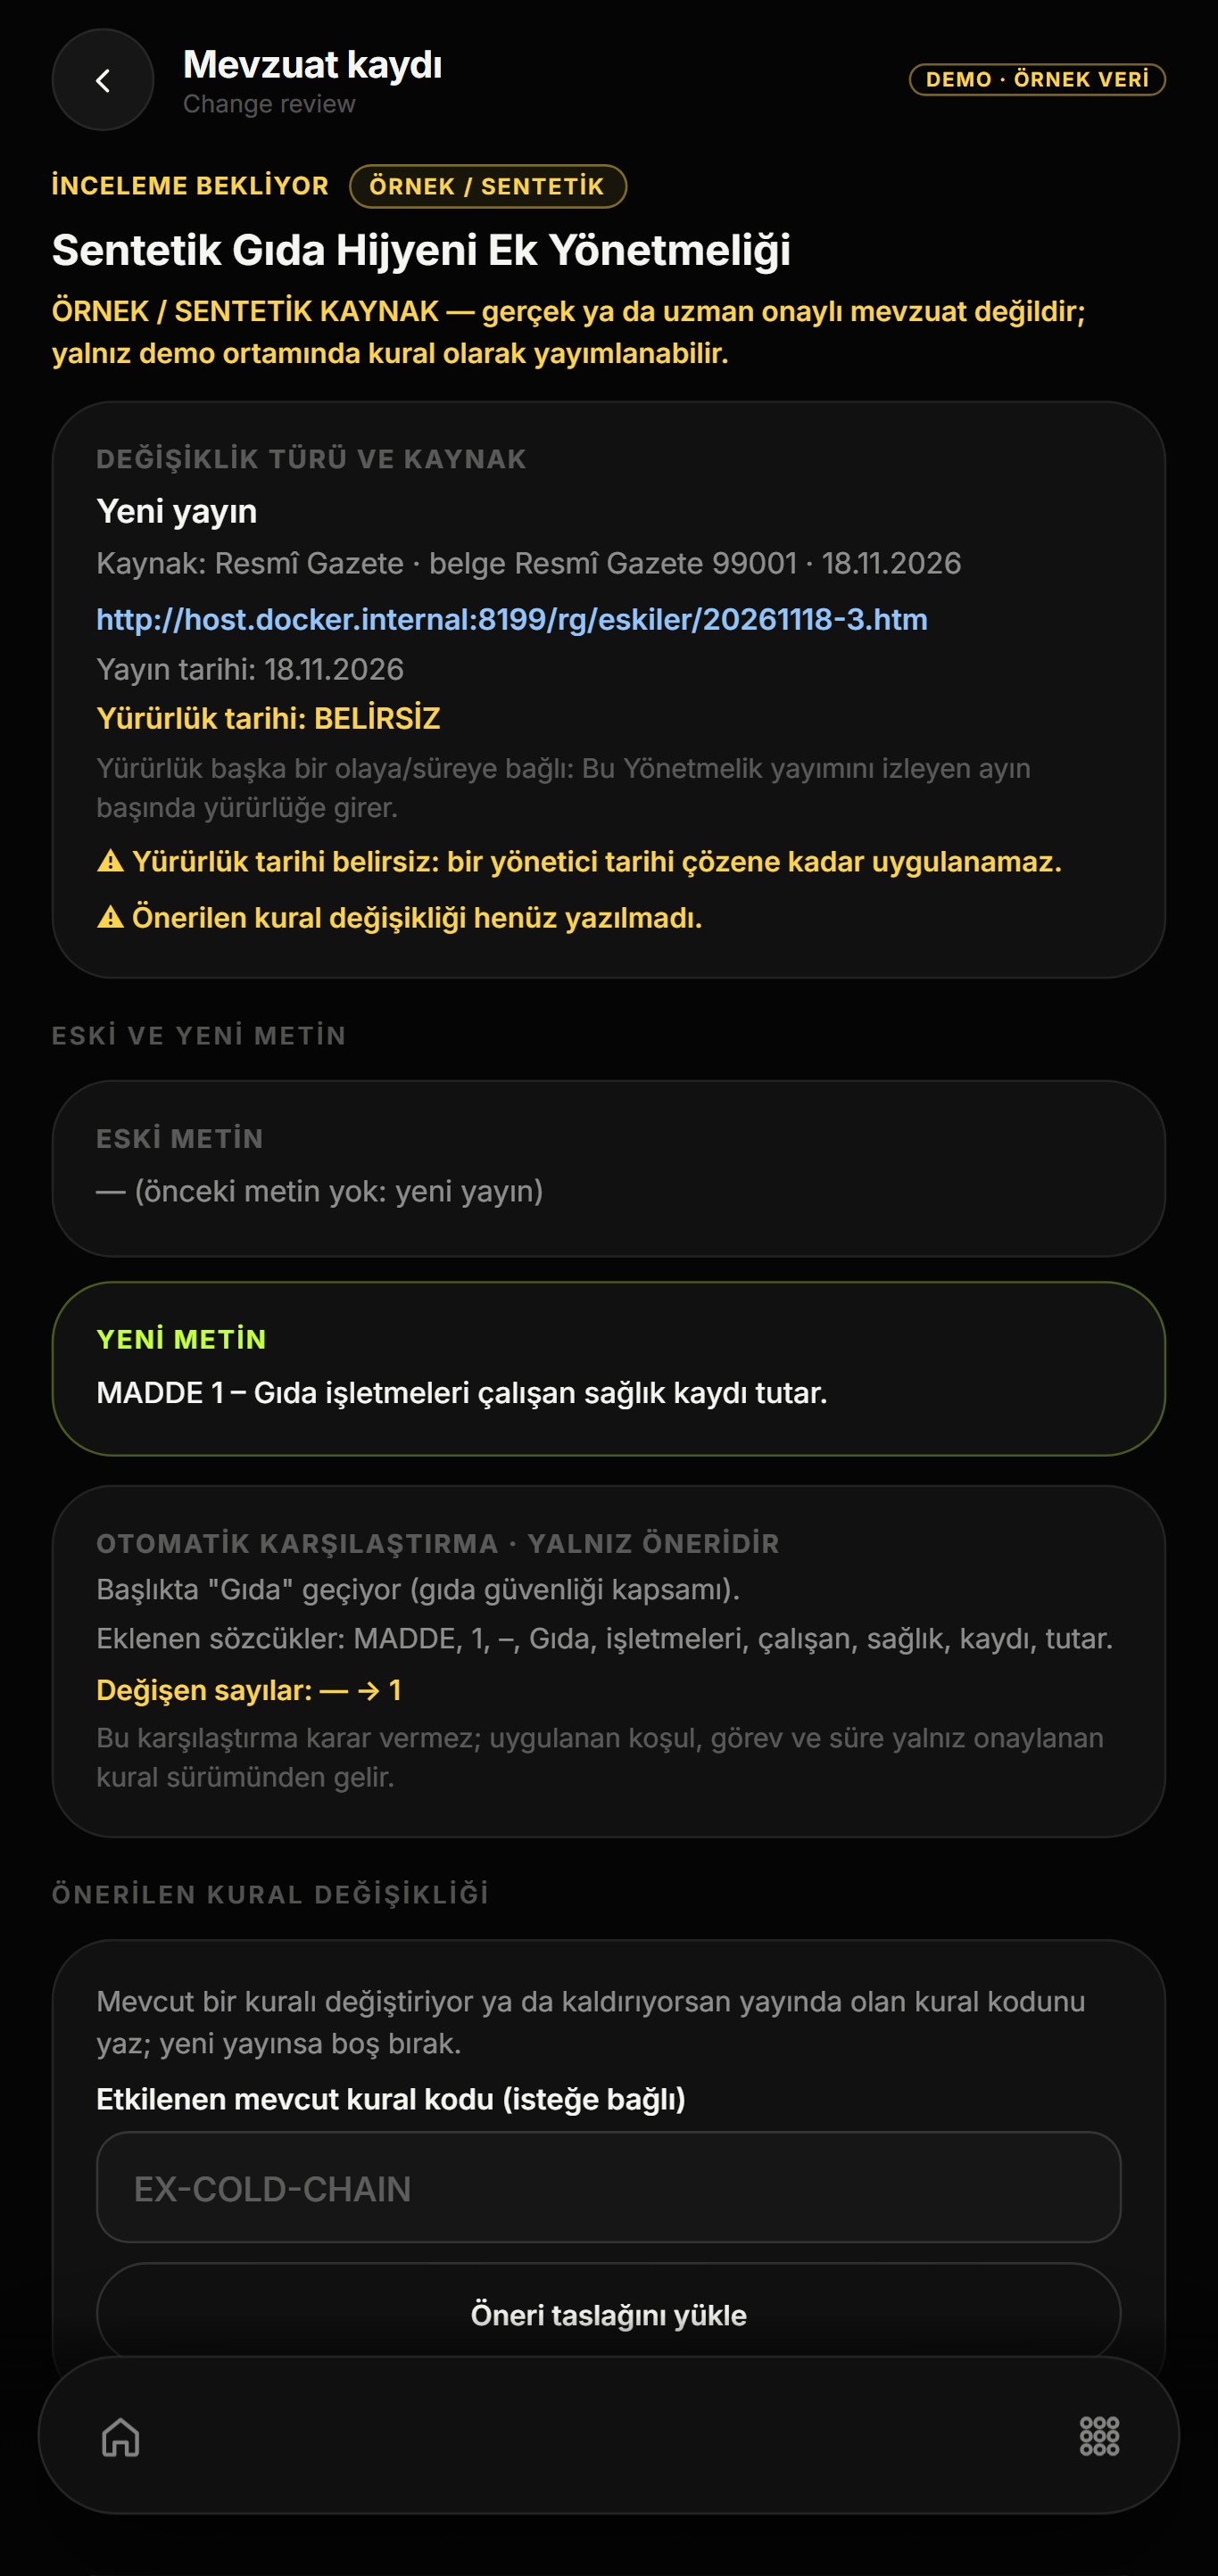 Mevzuat kaydı
Change review
DEMO · ÖRNEK VERİ
İNCELEME BEKLİYOR
ÖRNEK / SENTETİK
Sentetik Gıda Hijyeni Ek Yönetmeliği
ÖRNEK / SENTETİK KAYNAK — gerçek ya da uzman onaylı mevzuat değildir;
yalnız demo ortamında kural olarak yayımlanabilir.
DEĞİŞİKLİK TÜRÜ VE KAYNAK
Yeni yayın
Kaynak: Resmî Gazete · belge Resmî Gazete 99001 · 18.11.2026
http://host.docker.internal:8199/rg/eskiler/20261118-3.htm
Yayın tarihi: 18.11.2026
Yürürlük tarihi: BELİRSİZ
Yürürlük başka bir olaya/süreye bağlı: Bu Yönetmelik yayımını izleyen ayın
başında yürürlüğe girer.
⚠ Yürürlük tarihi belirsiz: bir yönetici tarihi çözene kadar uygulanamaz.
⚠ Önerilen kural değişikliği henüz yazılmadı.
ESKİ VE YENİ METİN
ESKİ METİN
— (önceki metin yok: yeni yayın)
YENİ METİN
MADDE 1 – Gıda işletmeleri çalışan sağlık kaydı tutar.
OTOMATİK KARŞILAŞTIRMA · YALNIZ ÖNERİDİR
Başlıkta "Gıda" geçiyor (gıda güvenliği kapsamı).
Eklenen sözcükler: MADDE, 1, –, Gıda, işletmeleri, çalışan, sağlık, kaydı, tutar.
Değişen sayılar: — → 1
Bu karşılaştırma karar vermez; uygulanan koşul, görev ve süre yalnız onaylanan
kural sürümünden gelir.
ÖNERİLEN KURAL DEĞİŞİKLİĞİ
Mevcut bir kuralı değiştiriyor ya da kaldırıyorsan yayında olan kural kodunu
yaz; yeni yayınsa boş bırak.
Etkilenen mevcut kural kodu (isteğe bağlı)
EX-COLD-CHAIN
Öneri taslağını yükle